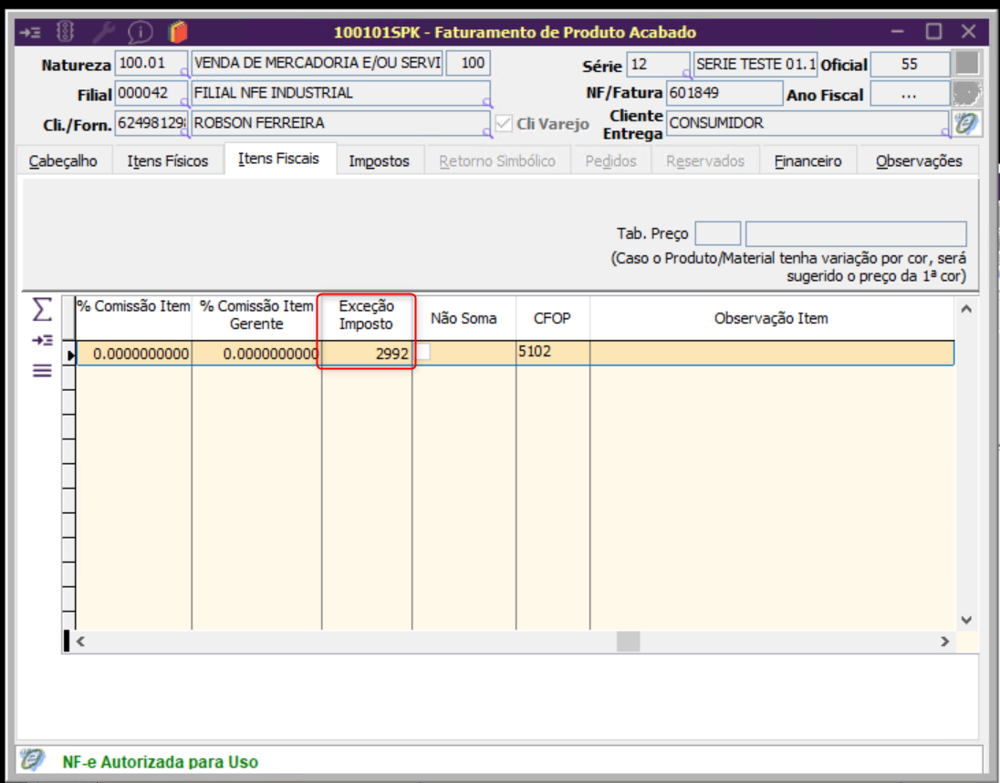 100101SPK - Faturamento de Produto Acabado
Natureza 100.01 VENDA DE MERCADORIA E/OU SERVI 100 Série 12 SERIE TESTE 01.1 Oficial 55
Filial 000042 FILIAL NFE INDUSTRIAL NF/Fatura 601849 Ano Fiscal ...
Cli./Forn. 62498129 ROBSON FERREIRA Cli Varejo Cliente Entrega CONSUMIDOR
Cabeçalho Itens Físicos Itens Fiscais Impostos Retorno Simbólico Pedidos Reservados Financeiro Observações
Tab. Preço
(Caso o Produto/Material tenha variação por cor, será
sugerido o preço da 1ª cor)
% Comissão Item % Comissão Item Gerente Exceção Imposto Não Soma CFOP Observação Item
0.0000000000 0.0000000000 2992 5102
NF-e Autorizada para Uso